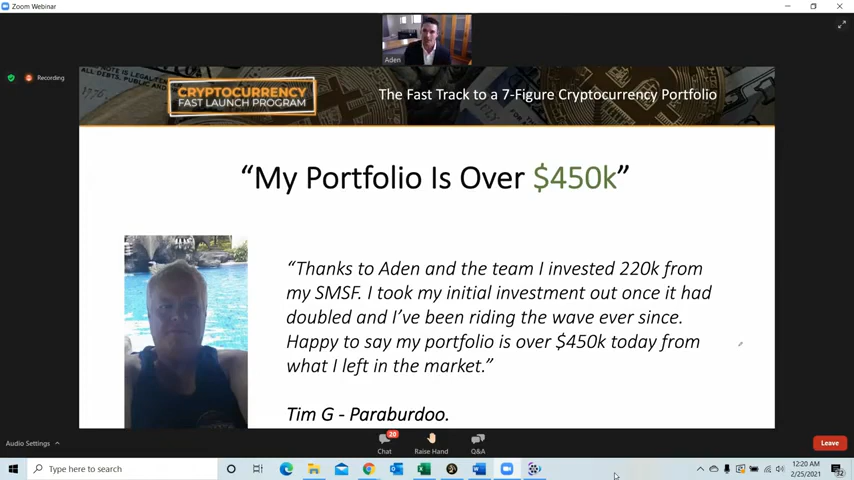 Zoom Webinar
Aden
Recording
CRYPTOCURRENCY
FAST LAUNCH PROGRAM
The Fast Track to a 7-Figure Cryptocurrency Portfolio
“My Portfolio Is Over $450k”
“Thanks to Aden and the team I invested 220k from
my SMSF. I took my initial investment out once it had
doubled and I’ve been riding the wave ever since.
Happy to say my portfolio is over $450k today from
what I left in the market.”
Tim G - Paraburdoo.
Audio Settings
20
Chat
Raise Hand
Q&A
Leave
Type here to search
12:20 AM
2/25/2021